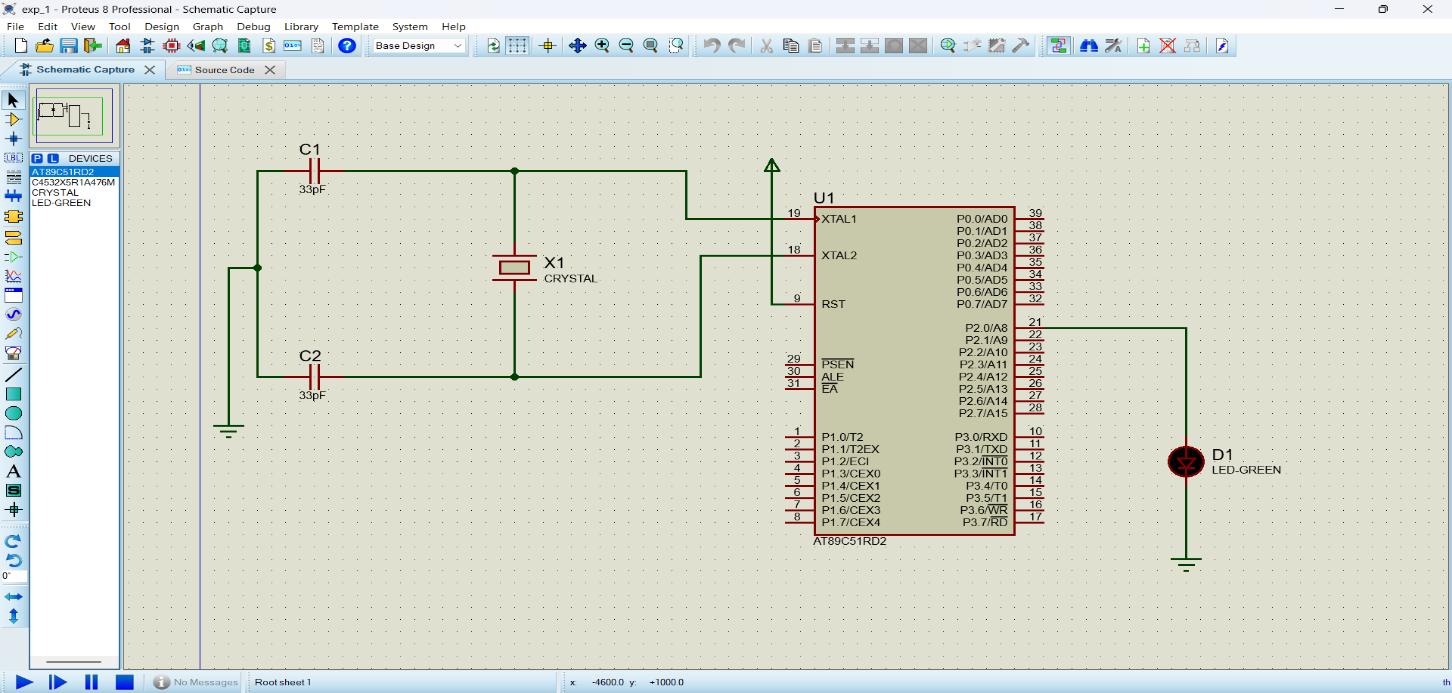 exp_1 - Proteus 8 Professional - Schematic Capture
File Edit View Tool Design Graph Debug Library Template System Help
Base Design
Schematic Capture
Source Code
P L DEVICES
AT89C51RD2
C4532X5R1A476M
CRYSTAL
LED-GREEN
0°
C1
33pF
X1
CRYSTAL
C2
33pF
U1
19 XTAL1
18 XTAL2
9 RST
29 PSEN
30 ALE
31 EA
1 P1.0/T2
2 P1.1/T2EX
3 P1.2/ECI
4 P1.3/CEX0
5 P1.4/CEX1
6 P1.5/CEX2
7 P1.6/CEX3
8 P1.7/CEX4
P0.0/AD0 39
P0.1/AD1 38
P0.2/AD2 37
P0.3/AD3 36
P0.4/AD4 35
P0.5/AD5 34
P0.6/AD6 33
P0.7/AD7 32
P2.0/A8 21
P2.1/A9 22
P2.2/A10 23
P2.3/A11 24
P2.4/A12 25
P2.5/A13 26
P2.6/A14 27
P2.7/A15 28
P3.0/RXD 10
P3.1/TXD 11
P3.2/INT0 12
P3.3/INT1 13
P3.4/T0 14
P3.5/T1 15
P3.6/WR 16
P3.7/RD 17
AT89C51RD2
D1
LED-GREEN
No Messages
Root sheet 1
x: -4600.0 y: +1000.0
th